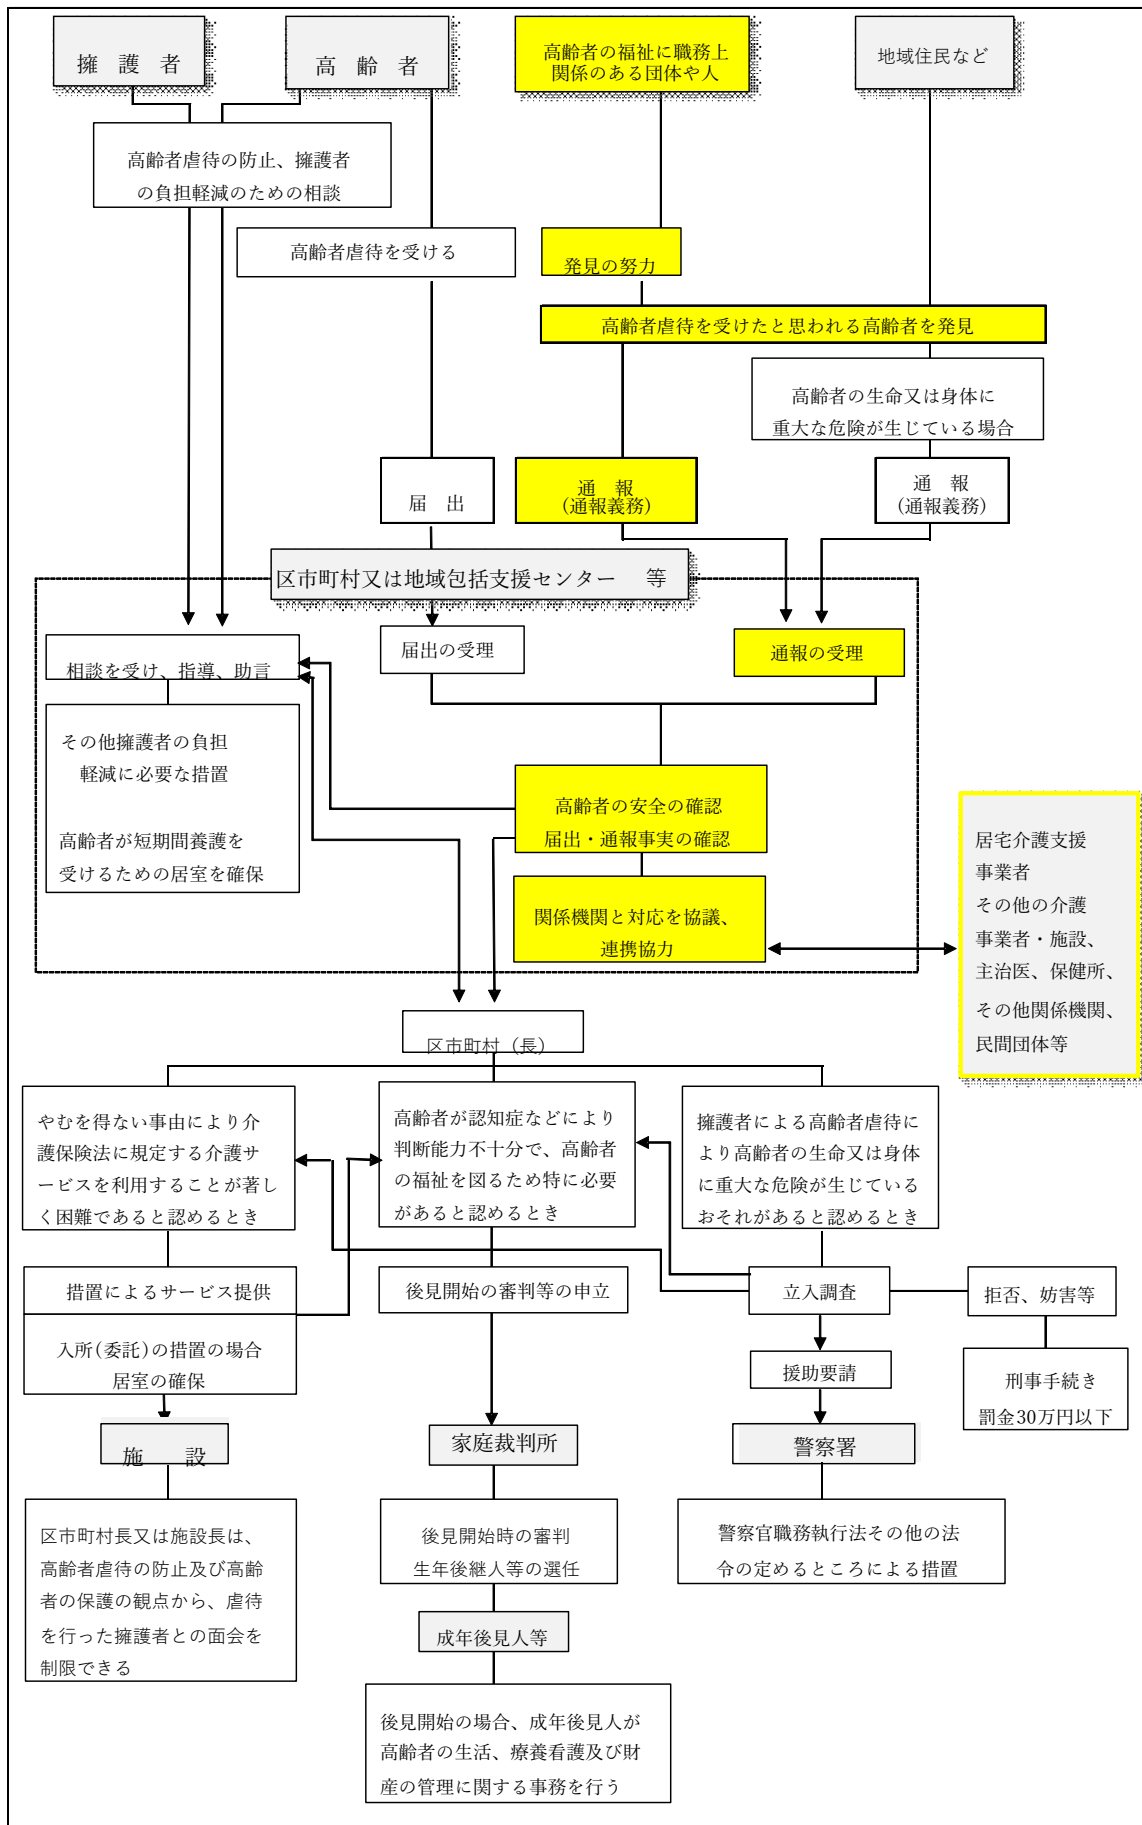 擁　護　者
高　齢　者
高齢者の福祉に職務上
関係のある団体や人
地域住民など
高齢者虐待の防止、擁護者
の負担軽減のための相談
高齢者虐待を受ける
発見の努力
高齢者虐待を受けたと思われる高齢者を発見
高齢者の生命又は身体に
重大な危険が生じている場合
届　出
通　報
(通報義務)
通　報
(通報義務)
区市町村又は地域包括支援センター　等
相談を受け、指導、助言
届出の受理
通報の受理
その他擁護者の負担
軽減に必要な措置
高齢者が短期間養護を
受けるための居室を確保
高齢者の安全の確認
届出・通報事実の確認
関係機関と対応を協議、
連携協力
居宅介護支援
事業者
その他の介護
事業者・施設、
主治医、保健所、
その他関係機関、
民間団体等
区市町村（長）
やむを得ない事由により介
護保険法に規定する介護サ
ービスを利用することが著し
く困難であると認めるとき
高齢者が認知症などにより
判断能力不十分で、高齢者
の福祉を図るため特に必要
があると認めるとき
擁護者による高齢者虐待に
より高齢者の生命又は身体
に重大な危険が生じている
おそれがあると認めるとき
措置によるサービス提供
入所(委託)の措置の場合
居室の確保
後見開始の審判等の申立
立入調査
拒否、妨害等
援助要請
刑事手続き
罰金30万円以下
施　　設
家庭裁判所
警察署
区市町村長又は施設長は、
高齢者虐待の防止及び高齢
者の保護の観点から、虐待
を行った擁護者との面会を
制限できる
後見開始時の審判
生年後継人等の選任
警察官職務執行法その他の法
令の定めるところによる措置
成年後見人等
後見開始の場合、成年後見人が
高齢者の生活、療養看護及び財
産の管理に関する事務を行う